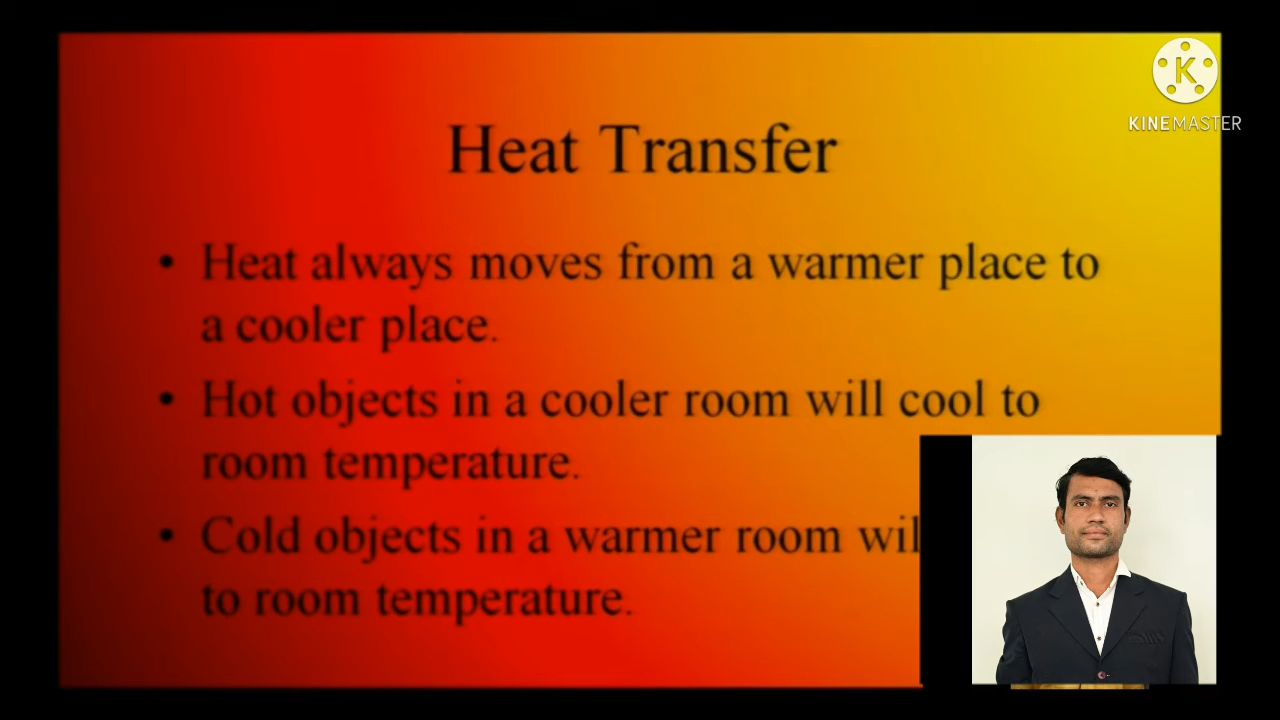 KINEMASTER
Heat Transfer
• Heat always moves from a warmer place to
a cooler place.
• Hot objects in a cooler room will cool to
room temperature.
• Cold objects in a warmer room wil
to room temperature.